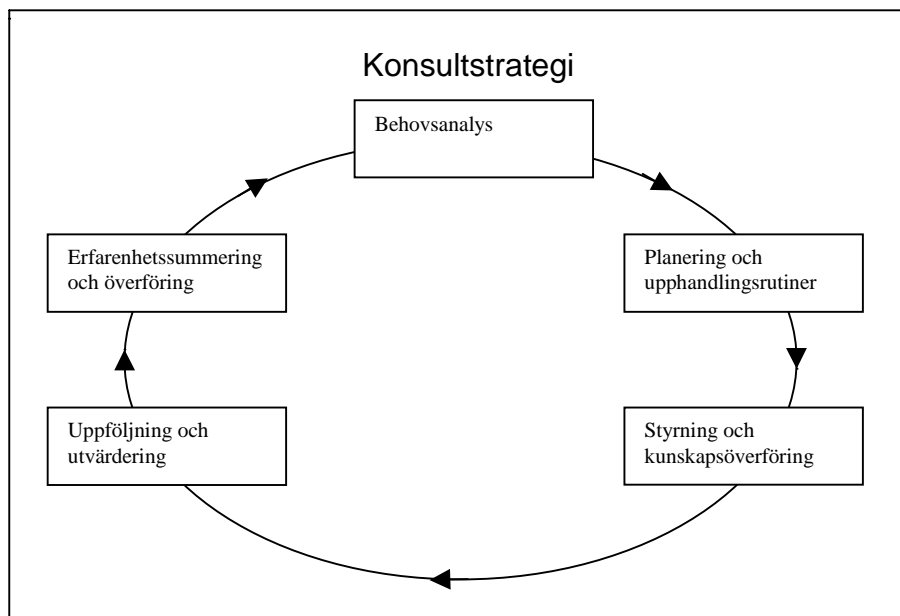 Konsultstrategi
Behovsanalys
Planering och
upphandlingsrutiner
Styrning och
kunskapsöverföring
Uppföljning och
utvärdering
Erfarenhetssummering
och överföring